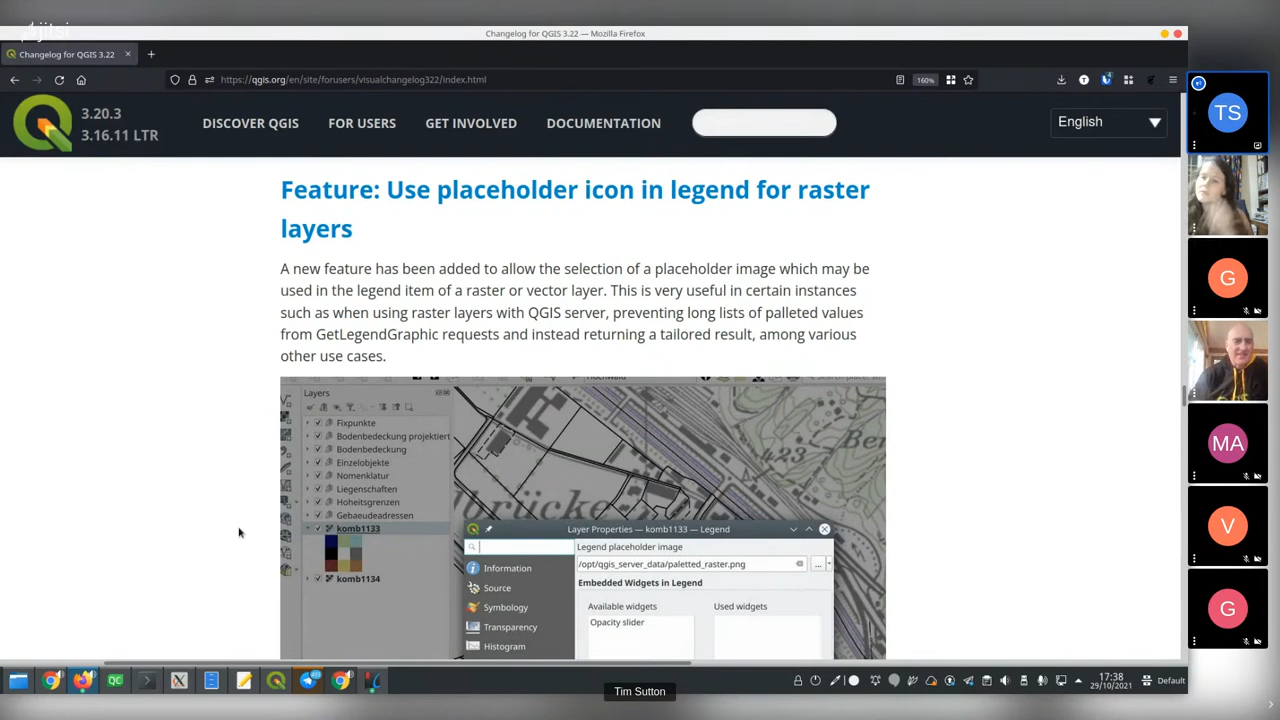 jitsi
Changelog for QGIS 3.22 — Mozilla Firefox
Changelog for QGIS 3.22
https://qgis.org/en/site/forusers/visualchangelog322/index.html
160%
3.20.3
3.16.11 LTR
DISCOVER QGIS
FOR USERS
GET INVOLVED
DOCUMENTATION
English
Feature: Use placeholder icon in legend for raster
layers
A new feature has been added to allow the selection of a placeholder image which may be
used in the legend item of a raster or vector layer. This is very useful in certain instances
such as when using raster layers with QGIS server, preventing long lists of palleted values
from GetLegendGraphic requests and instead returning a tailored result, among various
other use cases.
Layers
Fixpunkte
Bodenbedeckung projektiert
Bodenbedeckung
Einzelobjekte
Nomenklatur
Liegenschaften
Hoheitsgrenzen
Gebaeudeadressen
komb1133
komb1134
423
brücke
Layer Properties — komb1133 — Legend
Information
Source
Symbology
Transparency
Histogram
Legend placeholder image
/opt/qgis_server_data/paletted_raster.png
...
Embedded Widgets in Legend
Available widgets
Used widgets
Opacity slider
TS
G
MA
V
G
17:38
29/10/2021
Default
Tim Sutton